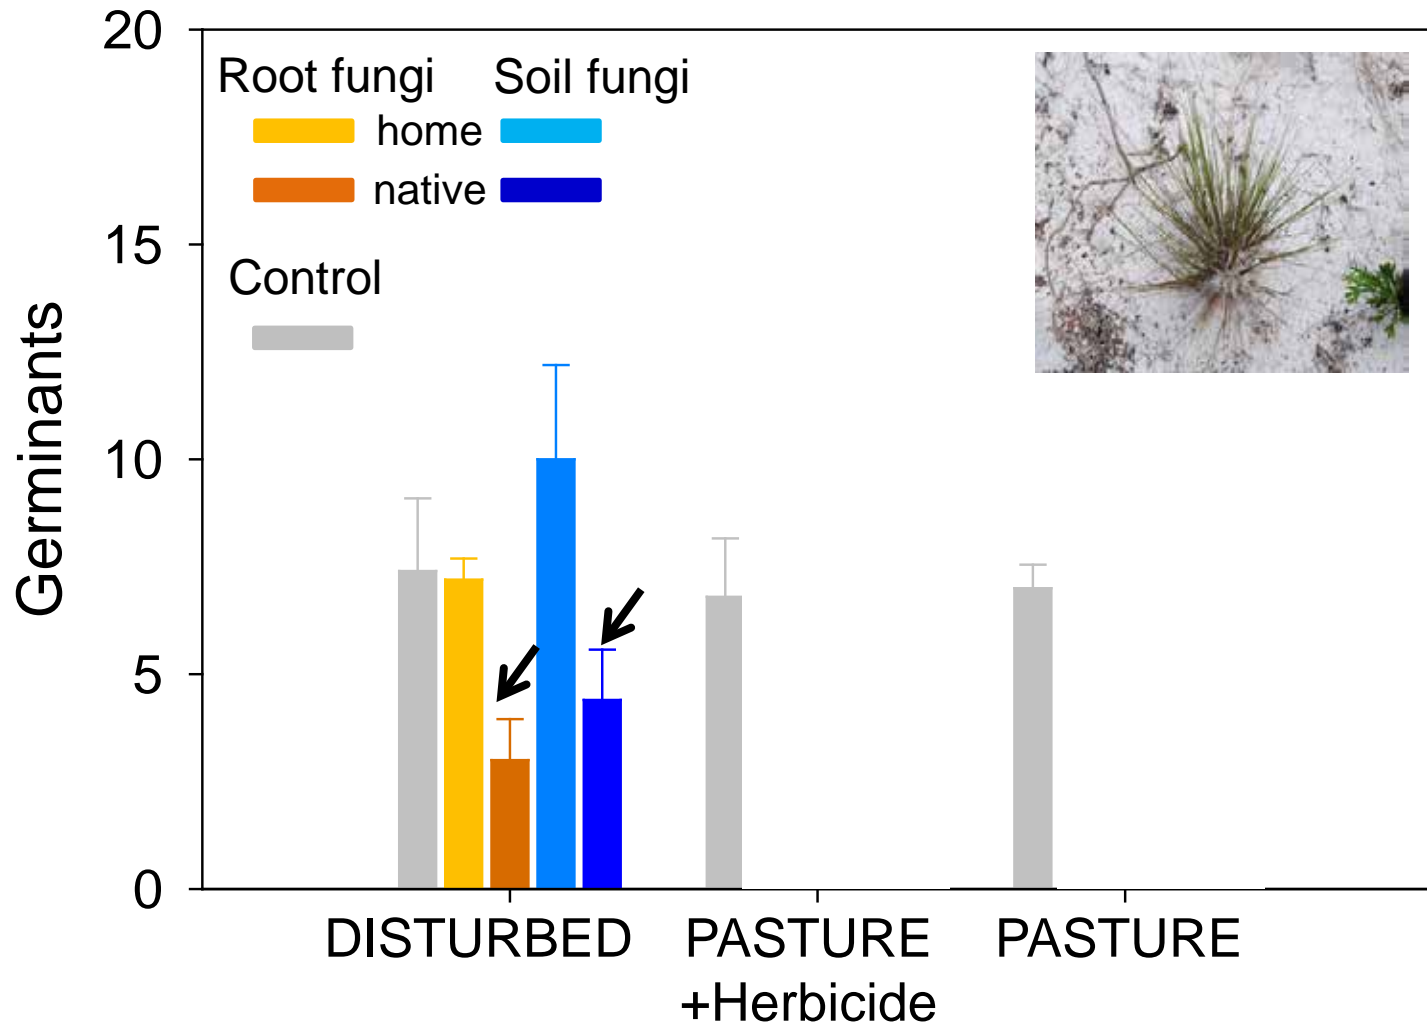 20
15
10
5
0
Germinants
Root fungi Soil fungi
home
native
Control
DISTURBED PASTURE PASTURE
+Herbicide